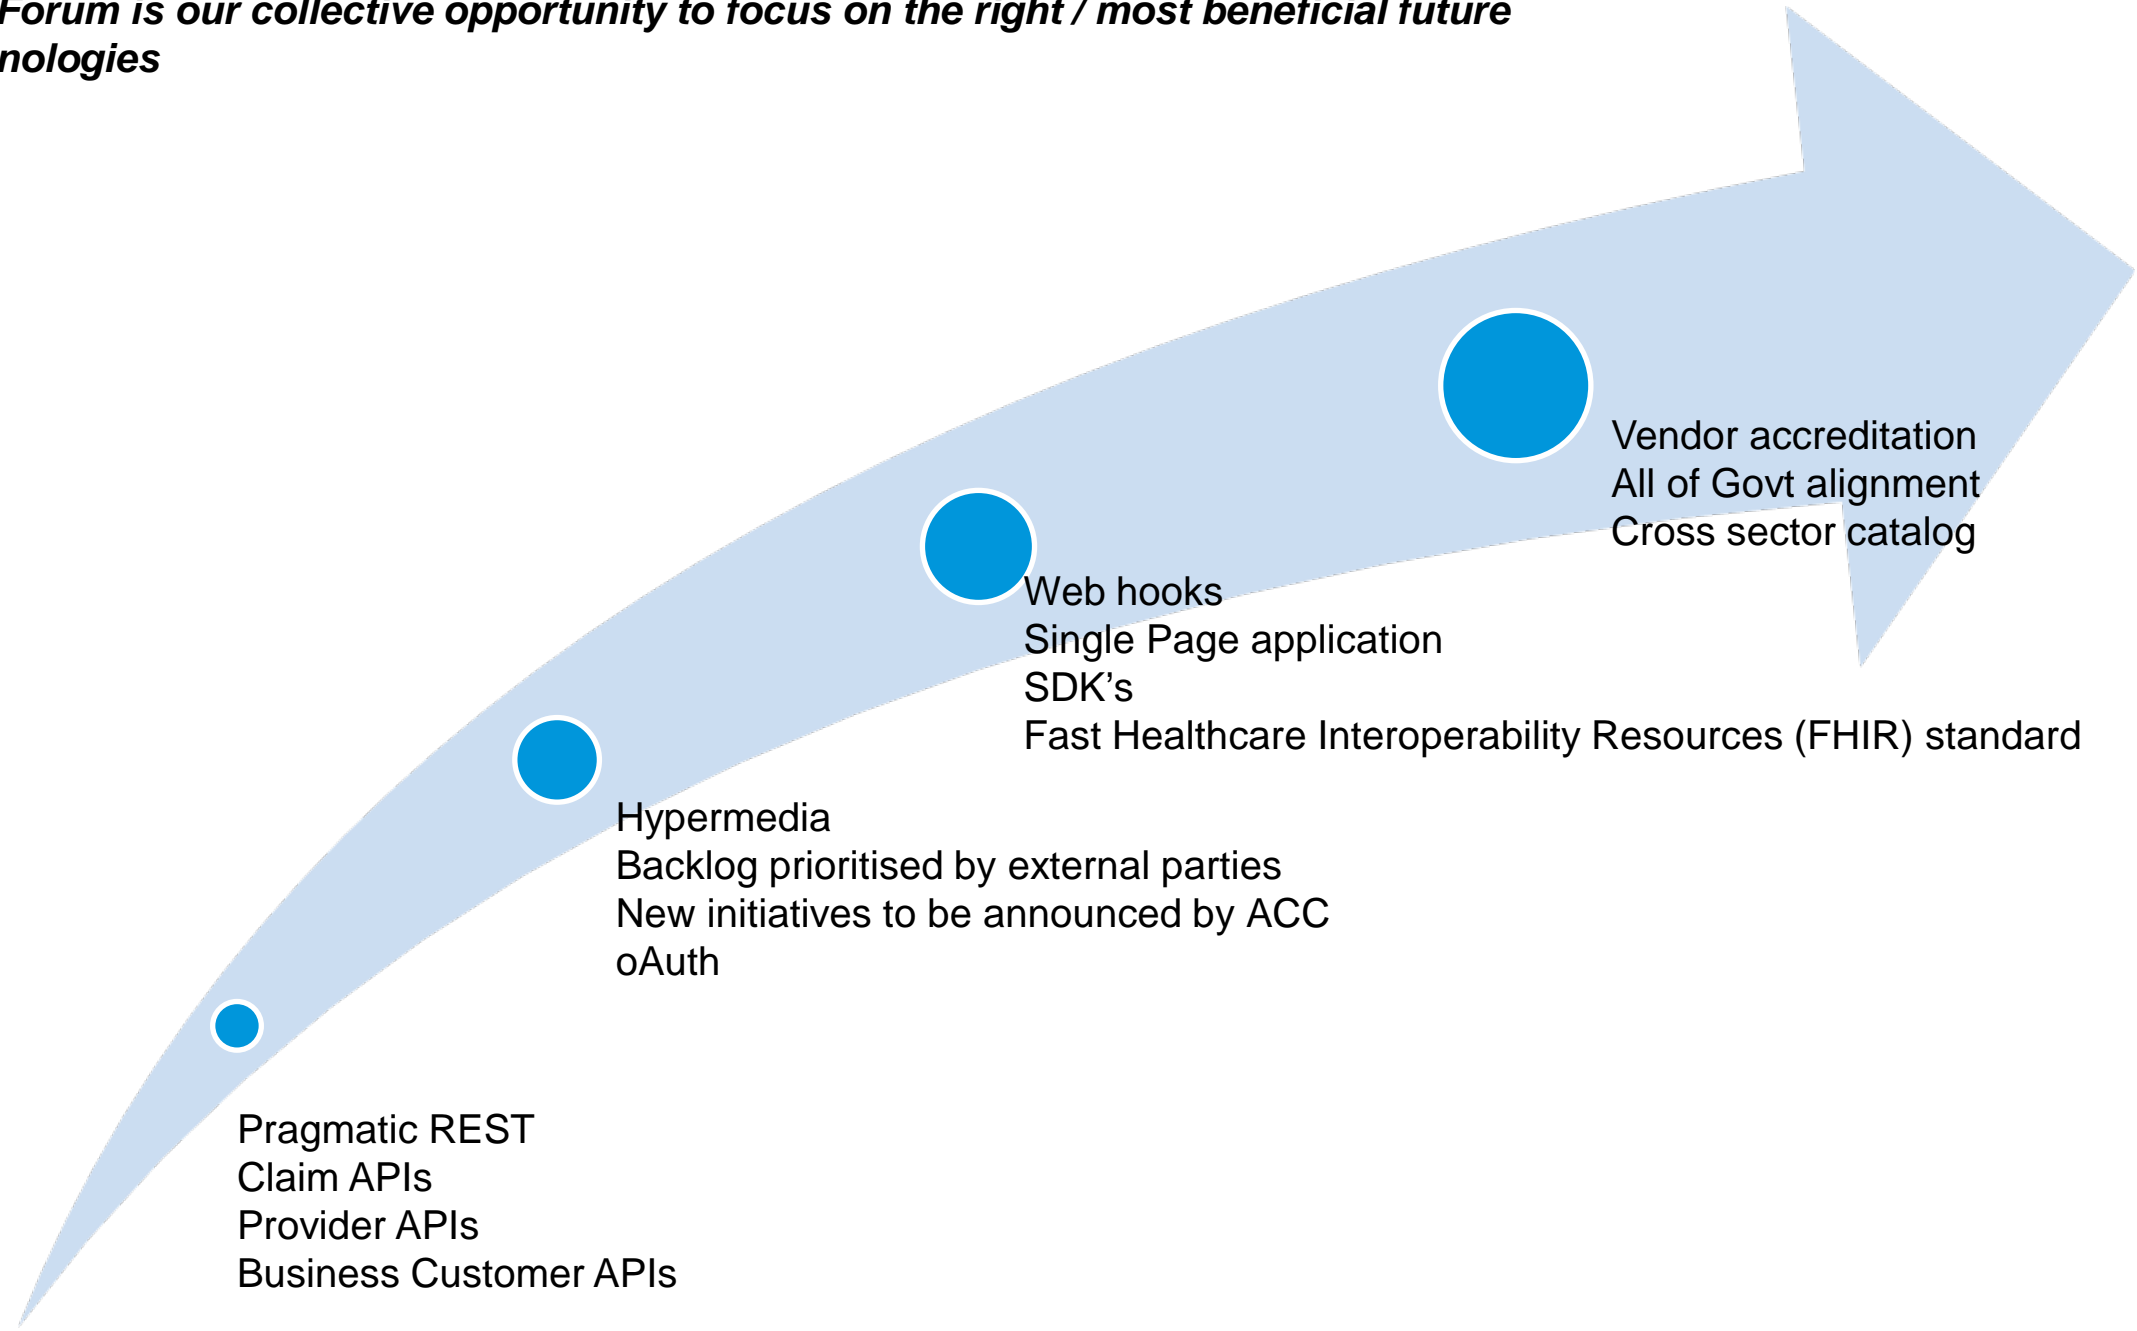 Forum is our collective opportunity to focus on the right / most beneficial future
nologies
Vendor accreditation
All of Govt alignment
Cross sector catalog
Web hooks
Single Page application
SDK’s
Fast Healthcare Interoperability Resources (FHIR) standard
Hypermedia
Backlog prioritised by external parties
New initiatives to be announced by ACC
oAuth
Pragmatic REST
Claim APIs
Provider APIs
Business Customer APIs